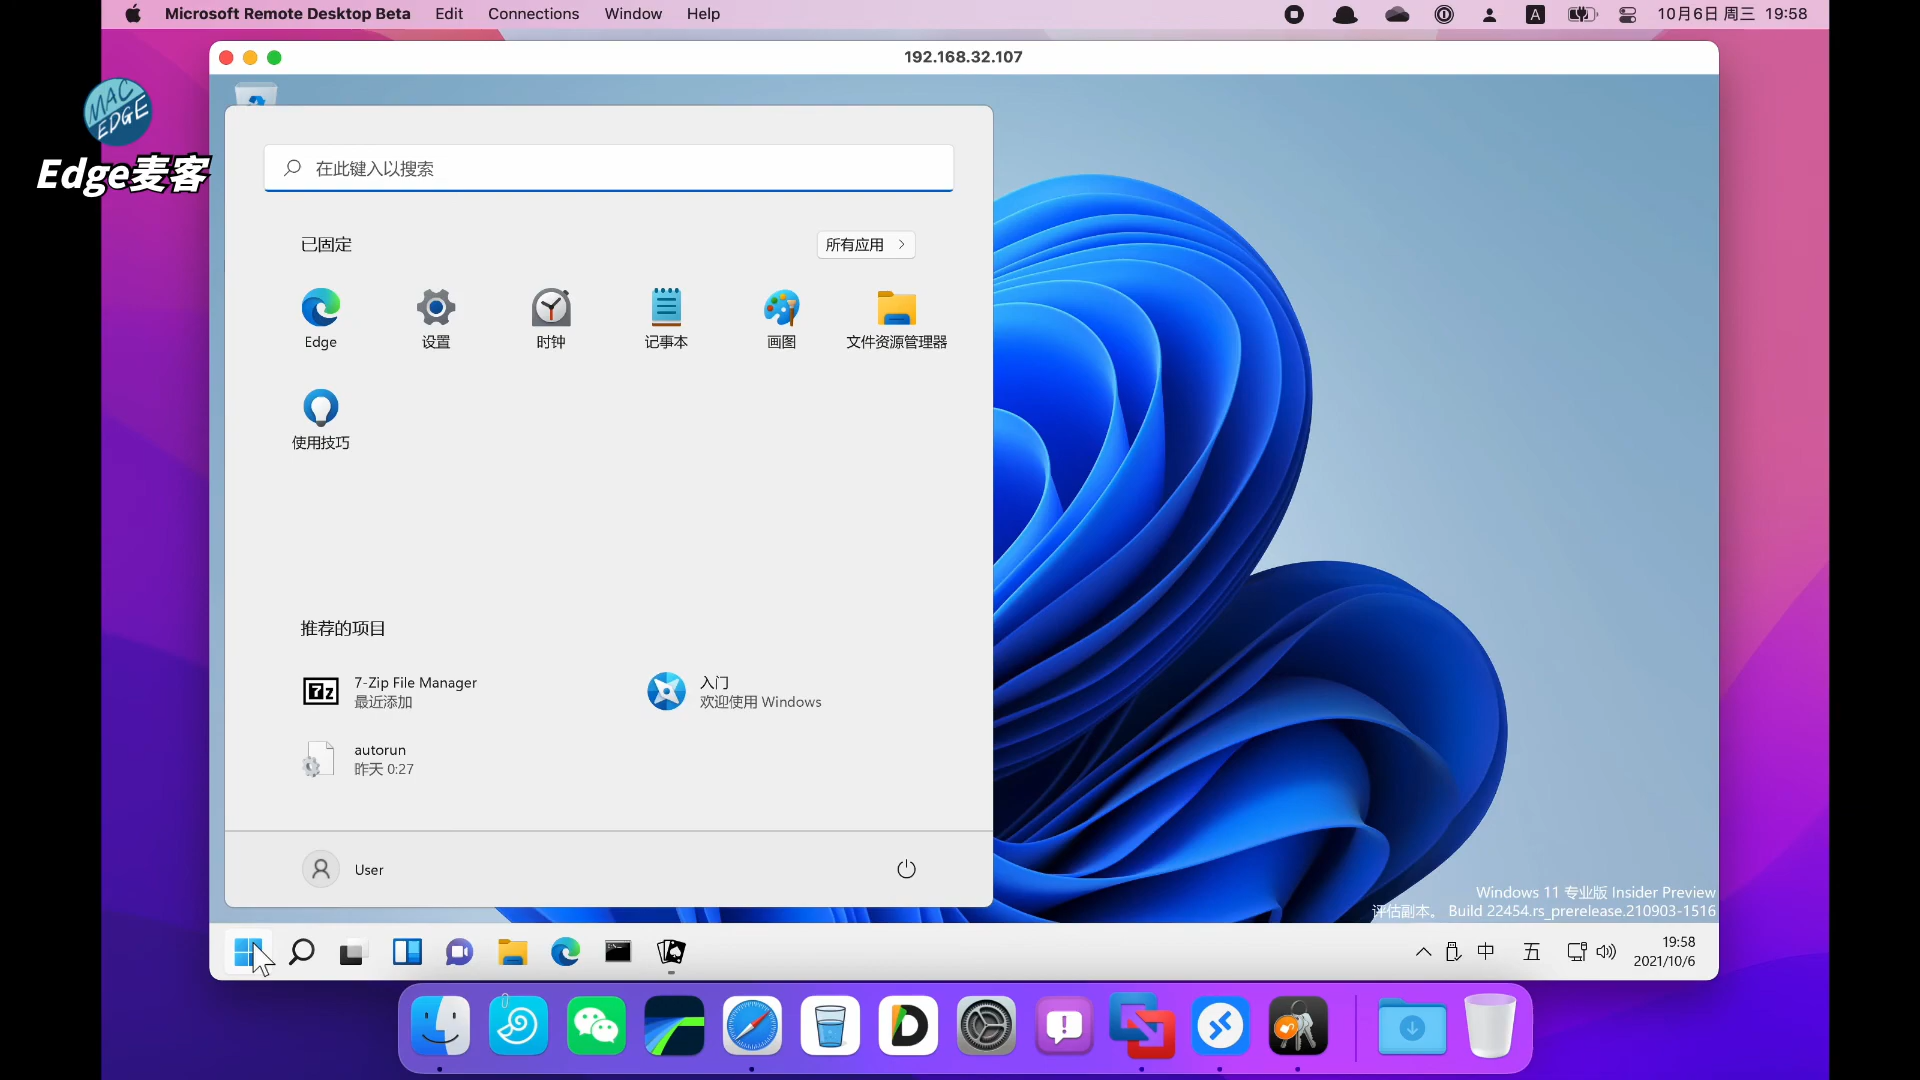 Microsoft Remote Desktop Beta Edit Connections Window Help A 10月6日 周三 19:58
192.168.32.107
MAC
EDGE
Edge麦客
在此键入以搜索
已固定 所有应用
Edge 设置 时钟 记事本 画图 文件资源管理器
使用技巧
推荐的项目
7z 7-Zip File Manager
最近添加
入门
欢迎使用 Windows
autorun
昨天 0:27
User
Windows 11 专业版 Insider Preview
评估副本。 Build 22454.rs_prerelease.210903-1516
中 五 19:58
2021/10/6